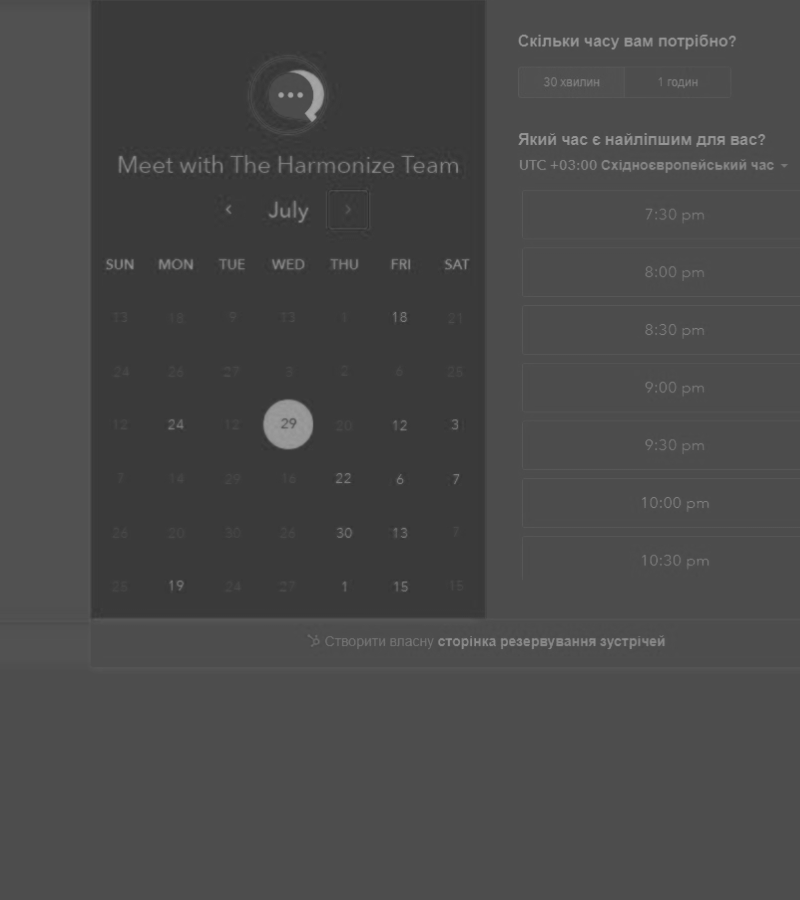 Meet with The Harmonize Team
July
SUN MON TUE WED THU FRI SAT
13 18 9 13 1 18 21
24 26 27 3 2 6 28
12 24 12 29 20 12 3
14 29 16 22 6 7
26 20 30 26 30 13 7
28 19 24 27 1 15 15
Скільки часу вам потрібно?
30 хвилин 1 годин
Який час є найліпшим для вас?
UTC +03:00 Східноєвропейський час
7:30 pm
8:00 pm
8:30 pm
9:00 pm
9:30 pm
10:00 pm
10:30 pm
Створити власну сторінка резервування зустрічей